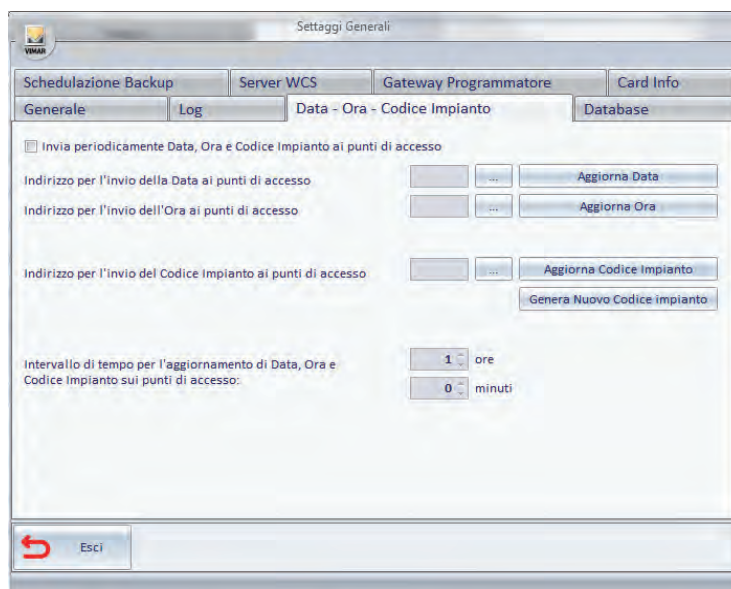 Settaggi Generali
VIMAR
Schedulazione Backup Server WCS Gateway Programmatore Card Info
Generale Log Data - Ora - Codice Impianto Database
Invia periodicamente Data, Ora e Codice Impianto ai punti di accesso
Indirizzo per l'invio della Data ai punti di accesso ... Aggiorna Data
Indirizzo per l'invio dell'Ora ai punti di accesso ... Aggiorna Ora
Indirizzo per l'invio del Codice Impianto ai punti di accesso ... Aggiorna Codice Impianto
Genera Nuovo Codice impianto
Intervallo di tempo per l'aggiornamento di Data, Ora e
Codice Impianto sui punti di accesso:
1 ore
0 minuti
Esci